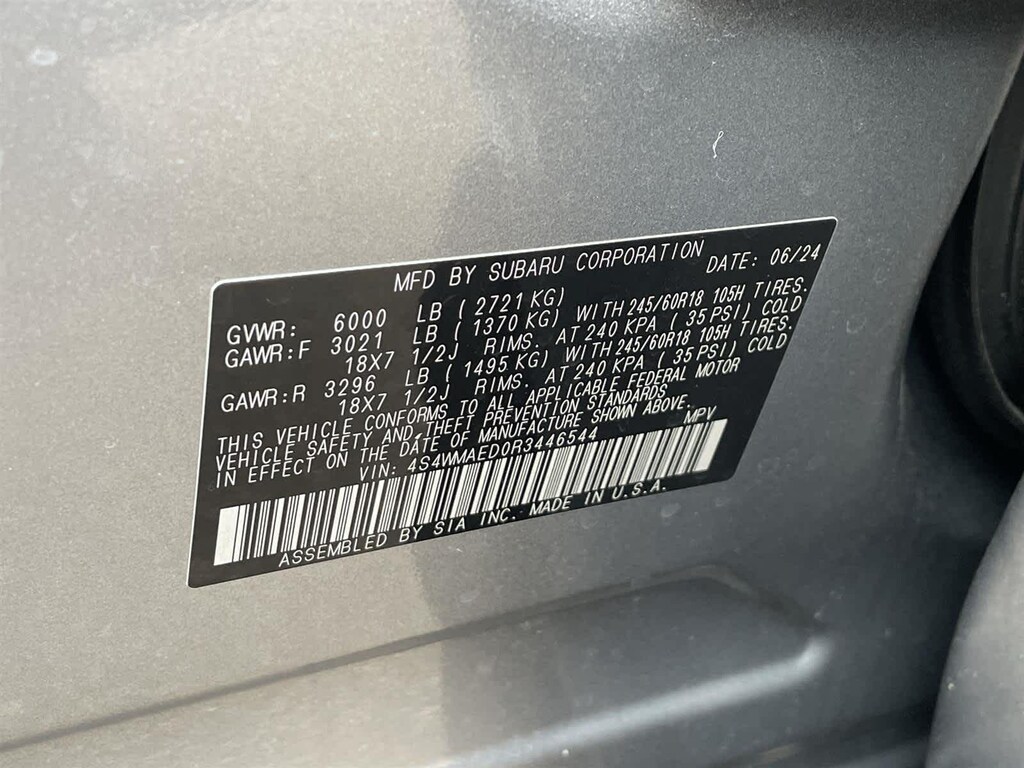 MFD BY SUBARU CORPORATION DATE: 06/24
GVWR: 6000 LB ( 2721 KG)
GAWR:F 3021 LB ( 1370 KG) WITH 245/60R18 105H TIRES.
18X7 1/2J RIMS. AT 240 KPA ( 35 PSI) COLD
GAWR:R 3296 LB ( 1495 KG) WITH 245/60R18 105H TIRES.
18X7 1/2J RIMS. AT 240 KPA ( 35 PSI) COLD
THIS VEHICLE CONFORMS TO ALL APPLICABLE FEDERAL MOTOR
VEHICLE SAFETY AND THEFT PREVENTION STANDARDS
IN EFFECT ON THE DATE OF MANUFACTURE SHOWN ABOVE.
VIN: 4S4WMAED0R3446544 MPV
ASSEMBLED BY SIA INC. MADE IN U.S.A.